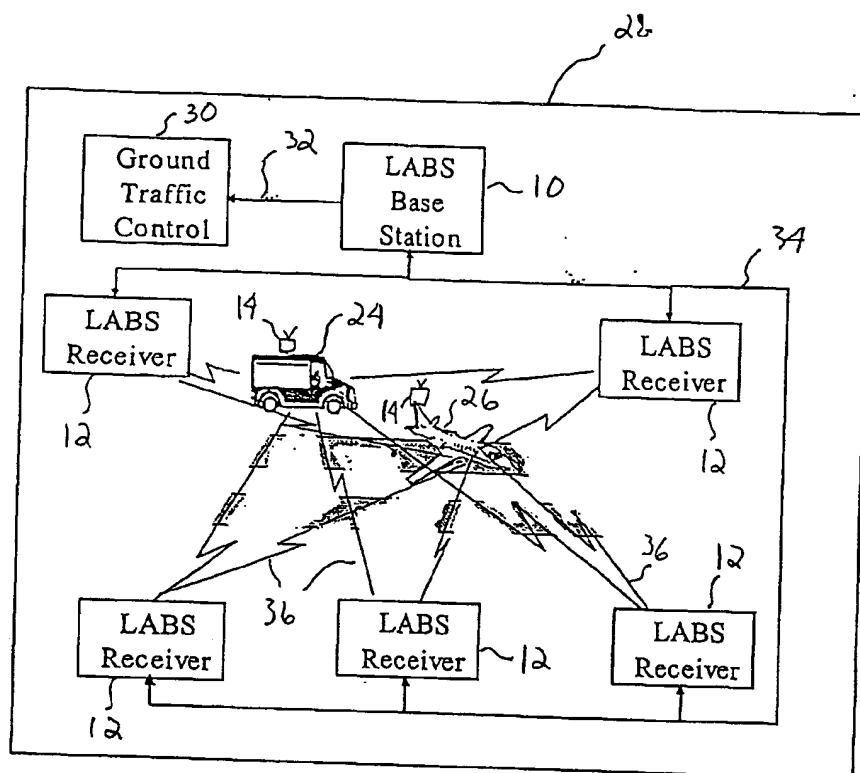 28
30
Ground
Traffic
Control
32
LABS
Base
Station
10
34
LABS
Receiver
12
14
24
14
26
LABS
Receiver
12
36
36
12
LABS
Receiver
12
LABS
Receiver
12
LABS
Receiver